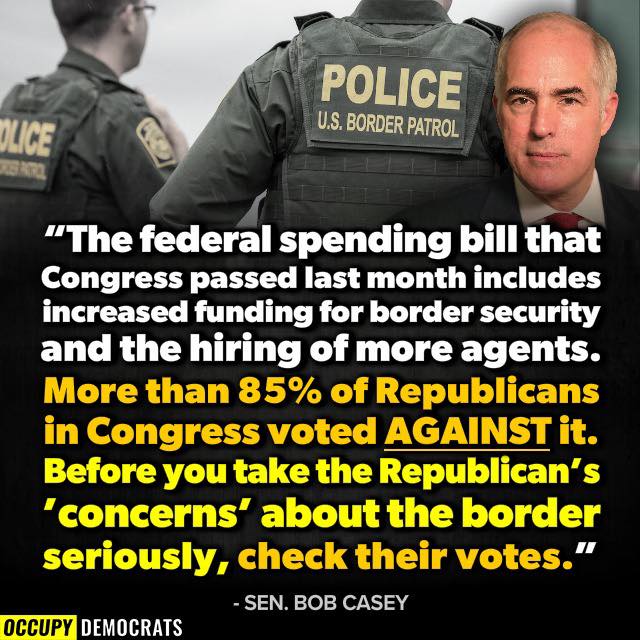 POLICE
U.S. BORDER PATROL
“The federal spending bill that
Congress passed last month includes
increased funding for border security
and the hiring of more agents.
More than 85% of Republicans
in Congress voted AGAINST it.
Before you take the Republican’s
’concerns’ about the border
seriously, check their votes.”
- SEN. BOB CASEY
OCCUPY DEMOCRATS